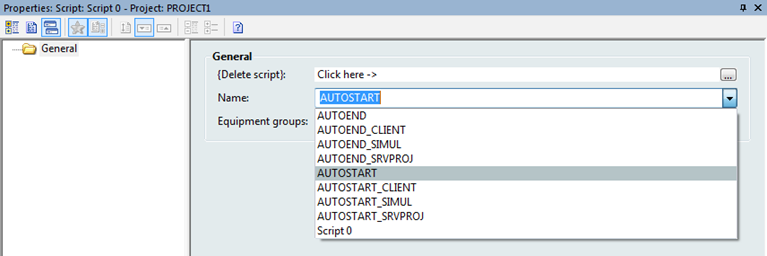 Properties: Script: Script 0 - Project: PROJECT1
General
General
{Delete script}:
Click here ->
...
Name:
AUTOSTART
Equipment groups:
AUTOEND
AUTOEND_CLIENT
AUTOEND_SIMUL
AUTOEND_SRVPROJ
AUTOSTART
AUTOSTART_CLIENT
AUTOSTART_SIMUL
AUTOSTART_SRVPROJ
Script 0